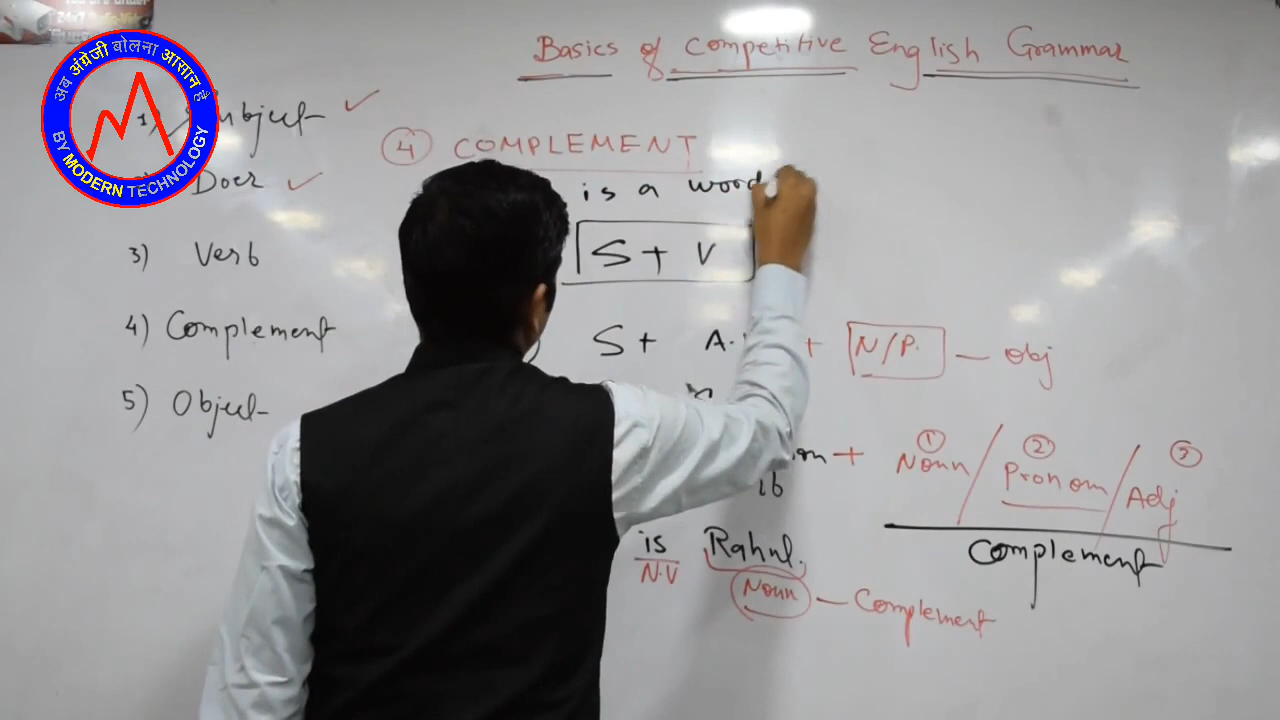 Basics of Competitive English Grammar
अब अंग्रेजी बोलना आसान है
BY MODERN TECHNOLOGY
1) Subject
Doer
3) Verb
4) Complement
5) Object
4 COMPLEMENT
is a word
S + V
S + A. + N/P. — Obj
+ Noun / Pronoun / Adj
1 2 3
Complement
is Rahul.
N.V
Noun — Complement